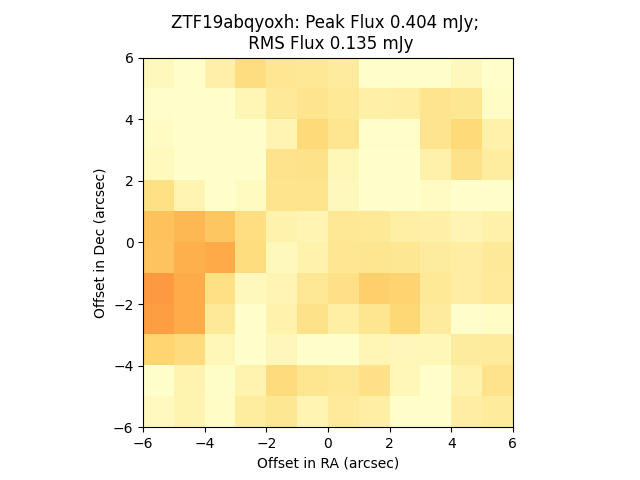 ZTF19abqyoxh: Peak Flux 0.404 mJy;
RMS Flux 0.135 mJy
6
4
2
0
−2
−4
−6
Offset in Dec (arcsec)
−6 −4 −2 0 2 4 6
Offset in RA (arcsec)